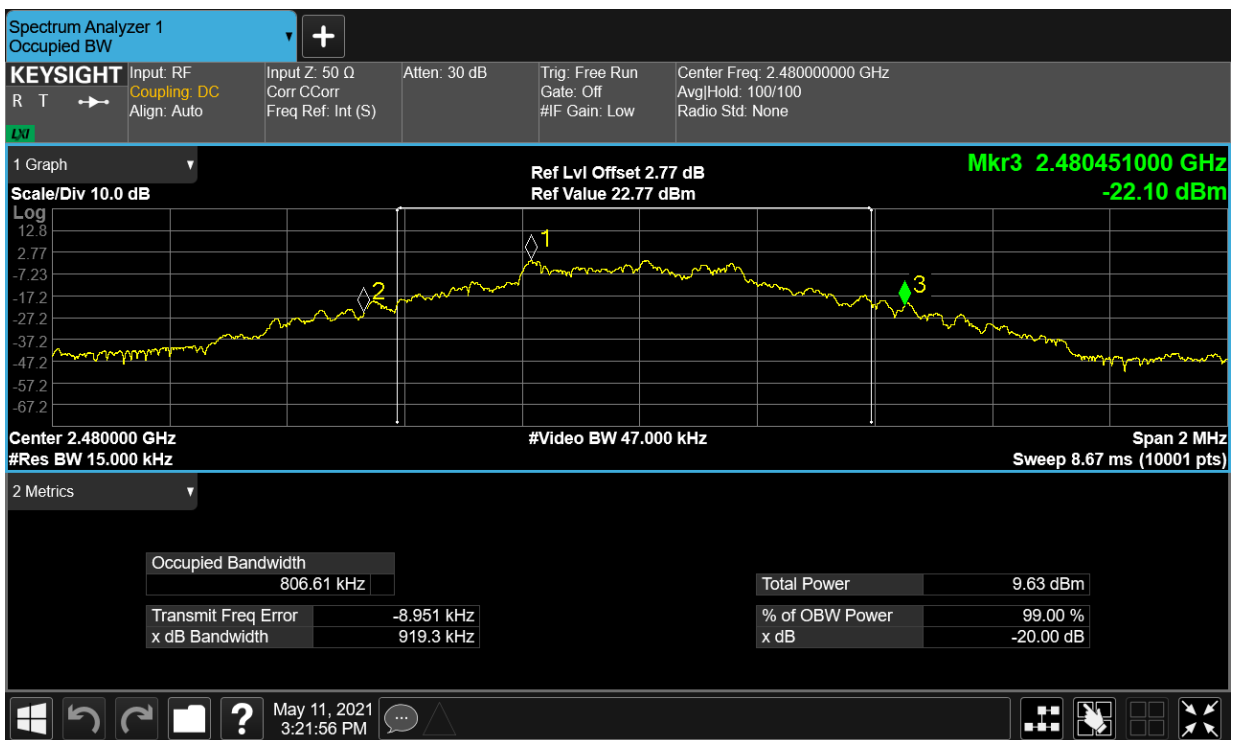 Spectrum Analyzer 1
Occupied BW
▼
+
KEYSIGHT
R T
LXI
Input: RF
Coupling: DC
Align: Auto
Input Z: 50 Ω
Corr CCorr
Freq Ref: Int (S)
Atten: 30 dB
Trig: Free Run
Gate: Off
#IF Gain: Low
Center Freq: 2.480000000 GHz
Avg|Hold: 100/100
Radio Std: None
1 Graph ▼
Scale/Div 10.0 dB
Ref Lvl Offset 2.77 dB
Ref Value 22.77 dBm
Mkr3 2.480451000 GHz
-22.10 dBm
Log
12.8
2.77
-7.23
-17.2
-27.2
-37.2
-47.2
-57.2
-67.2
1
2
3
Center 2.480000 GHz
#Res BW 15.000 kHz
#Video BW 47.000 kHz
Span 2 MHz
Sweep 8.67 ms (10001 pts)
2 Metrics ▼
Occupied Bandwidth
806.61 kHz
Transmit Freq Error -8.951 kHz
x dB Bandwidth 919.3 kHz
Total Power 9.63 dBm
% of OBW Power 99.00 %
x dB -20.00 dB
?
May 11, 2021
3:21:56 PM